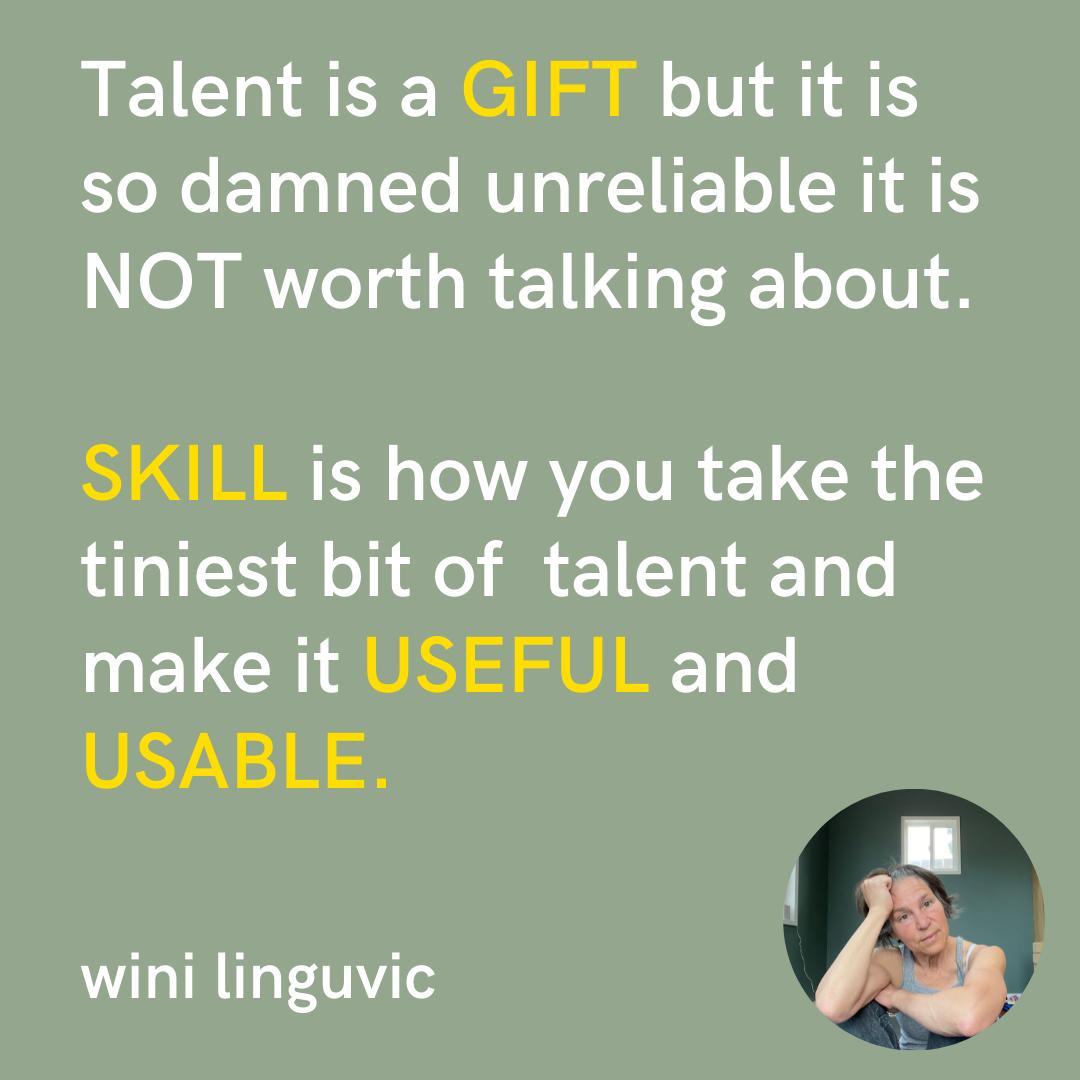 Talent is a GIFT but it is
so damned unreliable it is
NOT worth talking about.
SKILL is how you take the
tiniest bit of  talent and
make it USEFUL and
USABLE.
wini linguvic